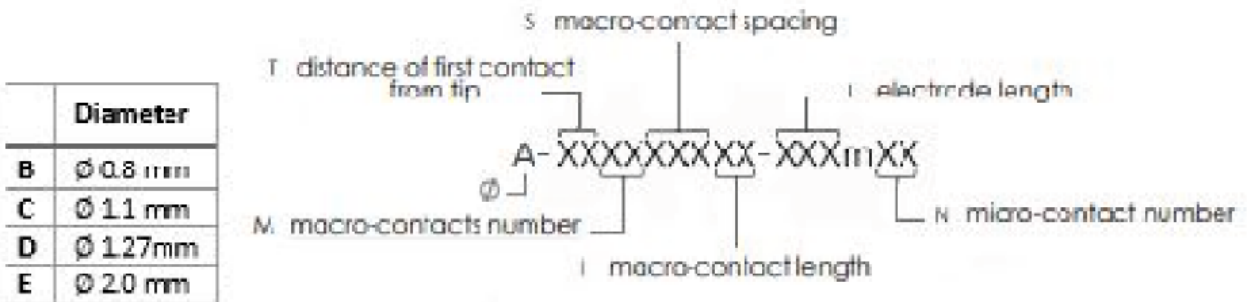 Diameter
B Ø 0.8 mm
C Ø 1.1 mm
D Ø 1.27mm
E Ø 2.0 mm
S macro-contact spacing
T distance of first contact
from tip
electrode length
A-XXXXXXXXX-XXXmXX
Ø
M macro-contacts number
N micro-contact number
macro-contact length